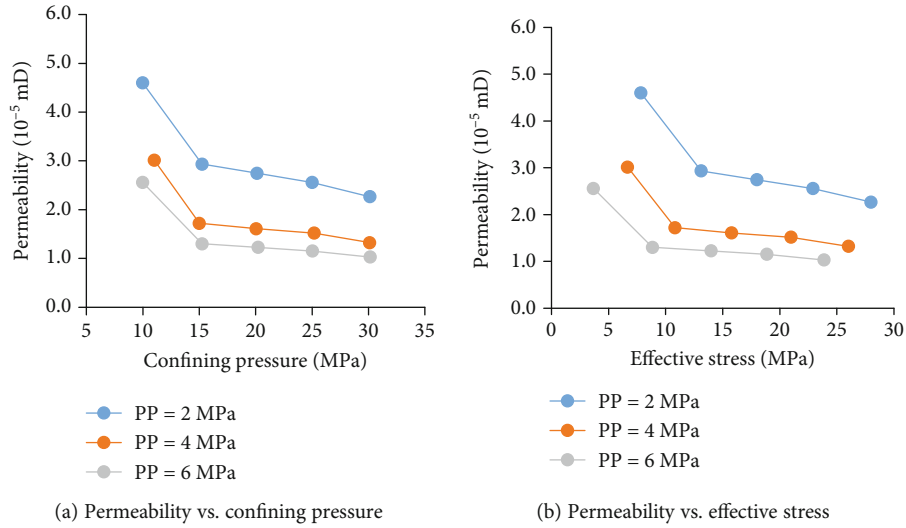 6.0
5.0
4.0
3.0
2.0
1.0
0.0
Permeability (10⁻⁵ mD)
5 10 15 20 25 30 35
Confining pressure (MPa)
PP = 2 MPa
PP = 4 MPa
PP = 6 MPa
(a) Permeability vs. confining pressure
6.0
5.0
4.0
3.0
2.0
1.0
0.0
Permeability (10⁻⁵ mD)
0 5 10 15 20 25 30
Effective stress (MPa)
PP = 2 MPa
PP = 4 MPa
PP = 6 MPa
(b) Permeability vs. effective stress